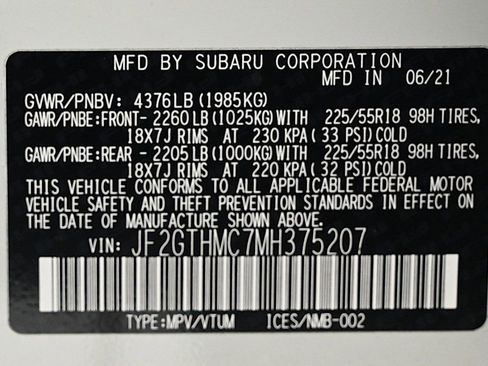 MFD BY SUBARU CORPORATION
MFD IN 06/21
GVWR/PNBV: 4376LB(1985KG)
GAWR/PNBE:FRONT- 2260LB(1025KG)WITH 225/55R18 98H TIRES,
18X7J RIMS AT 230 KPA( 33 PSI)COLD
GAWR/PNBE:REAR - 2205LB(1000KG)WITH 225/55R18 98H TIRES,
18X7J RIMS AT 220 KPA( 32 PSI)COLD
THIS VEHICLE CONFORMS TO ALL APPLICABLE FEDERAL MOTOR
VEHICLE SAFETY AND THEFT PREVENTION STANDARDS IN EFFECT
ON THE DATE OF MANUFACTURE SHOWN ABOVE.
VIN: JF2GTHMC7MH375207
TYPE:MPV/VTUM ICES/NMB-002